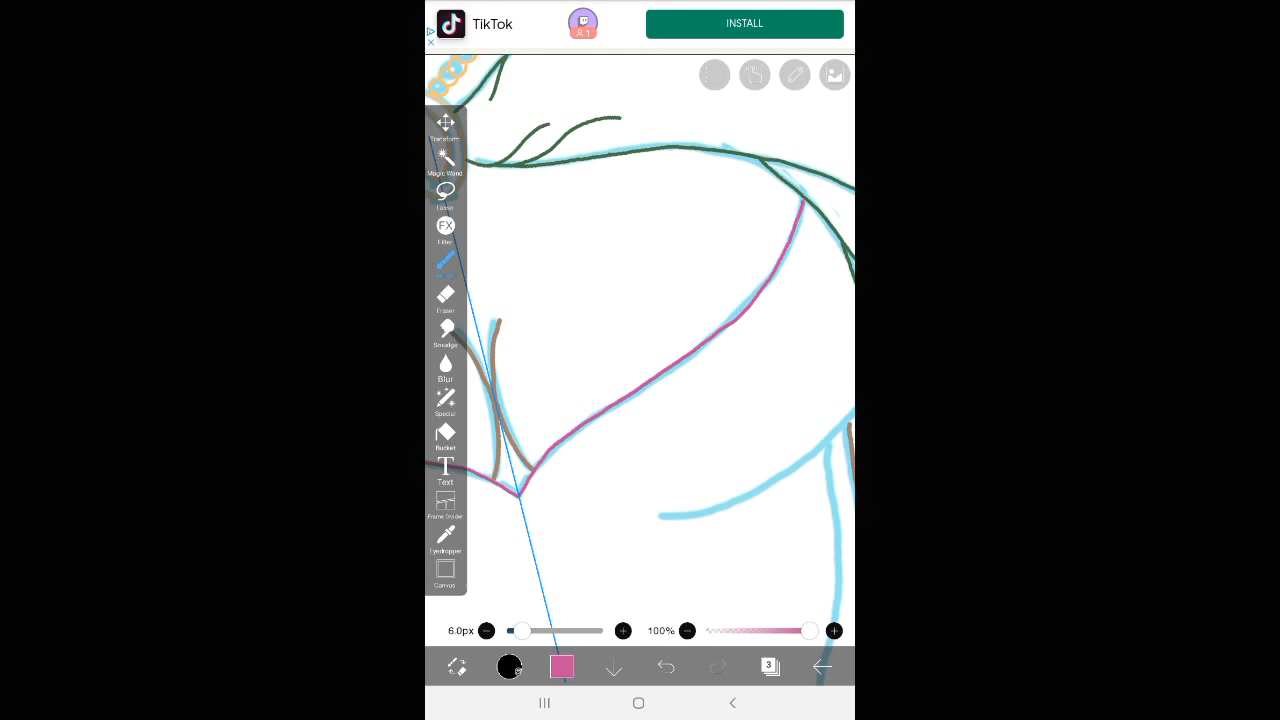 TikTok
1
INSTALL
Transform
Magic Wand
Lasso
FX
Filter
Eraser
Smudge
Blur
Special
Bucket
T
Text
Frame Divider
Eyedropper
Canvas
6.0px
100%
3